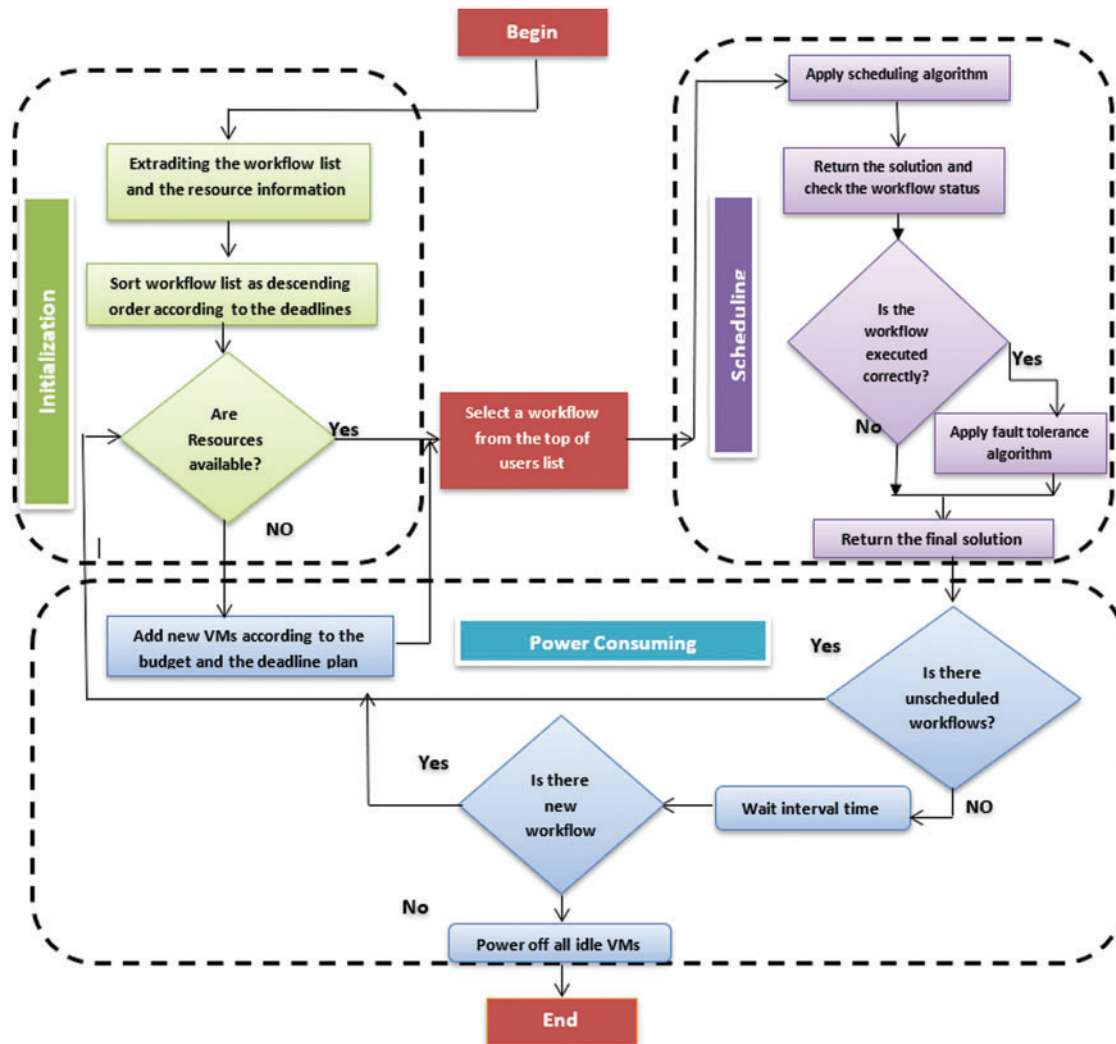 Begin
Extraditing the workflow list
and the resource information
Sort workflow list as descending
order according to the deadlines
Initialization
Are
Resources
available?
Yes
NO
Select a workflow
from the top of
users list
Apply scheduling algorithm
Return the solution and
check the workflow status
Scheduling
Is the
workflow
executed
correctly?
Yes
No
Apply fault tolerance
algorithm
Return the final solution
Add new VMs according to the
budget and the deadline plan
Power Consuming
Yes
Is there
unscheduled
workflows?
NO
Wait interval time
Yes
Is there
new
workflow
No
Power off all idle VMs
End